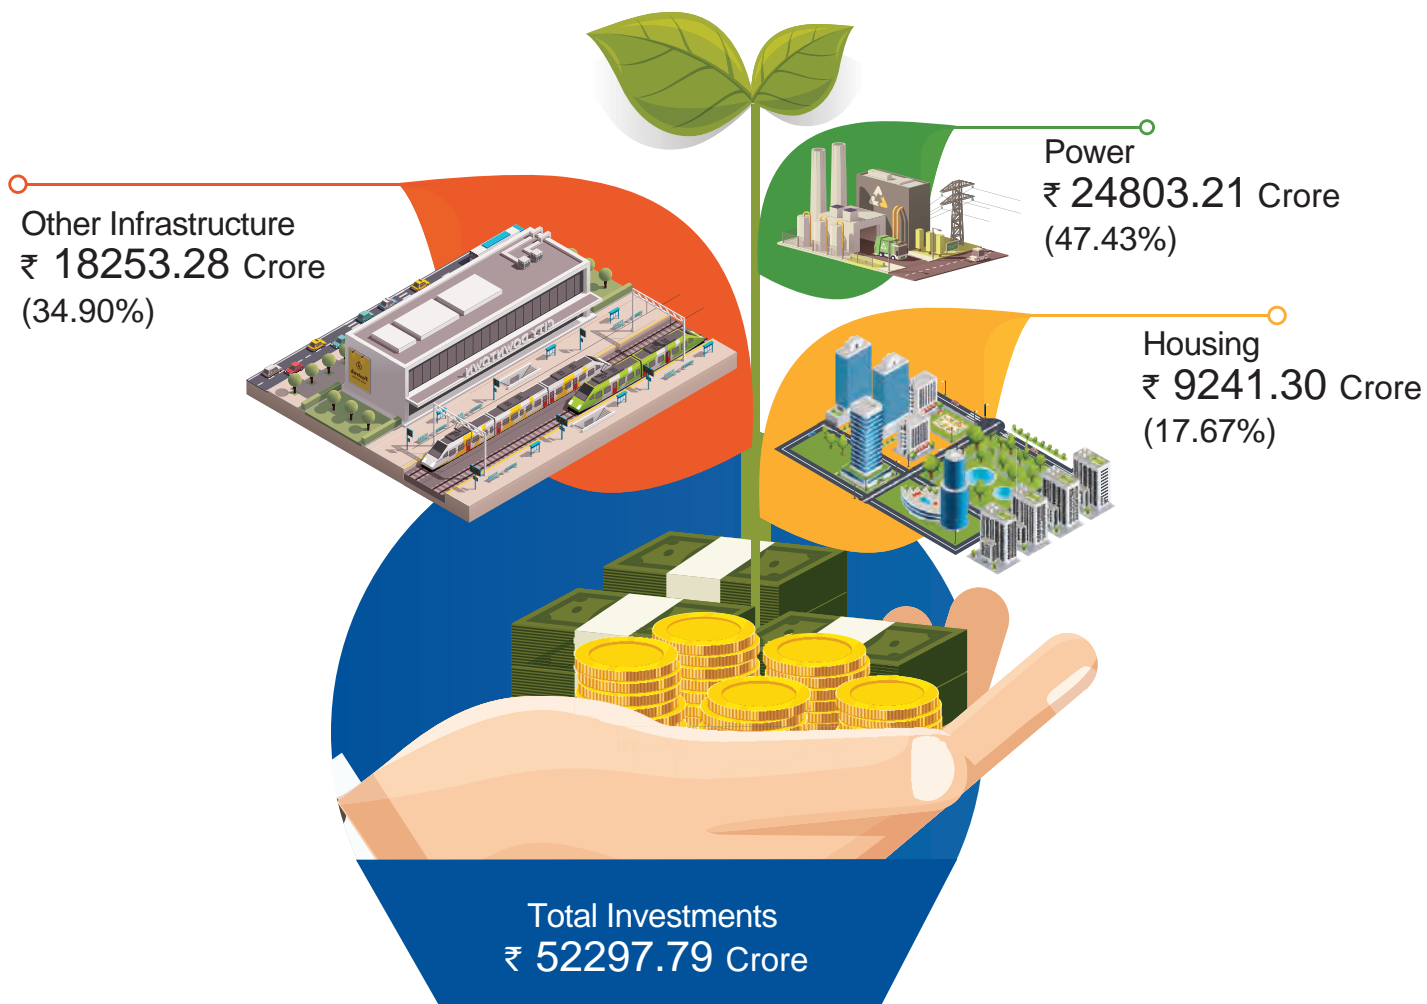 Power
₹ 24803.21 Crore
(47.43%)
Other Infrastructure
₹ 18253.28 Crore
(34.90%)
Housing
₹ 9241.30 Crore
(17.67%)
Total Investments
₹ 52297.79 Crore